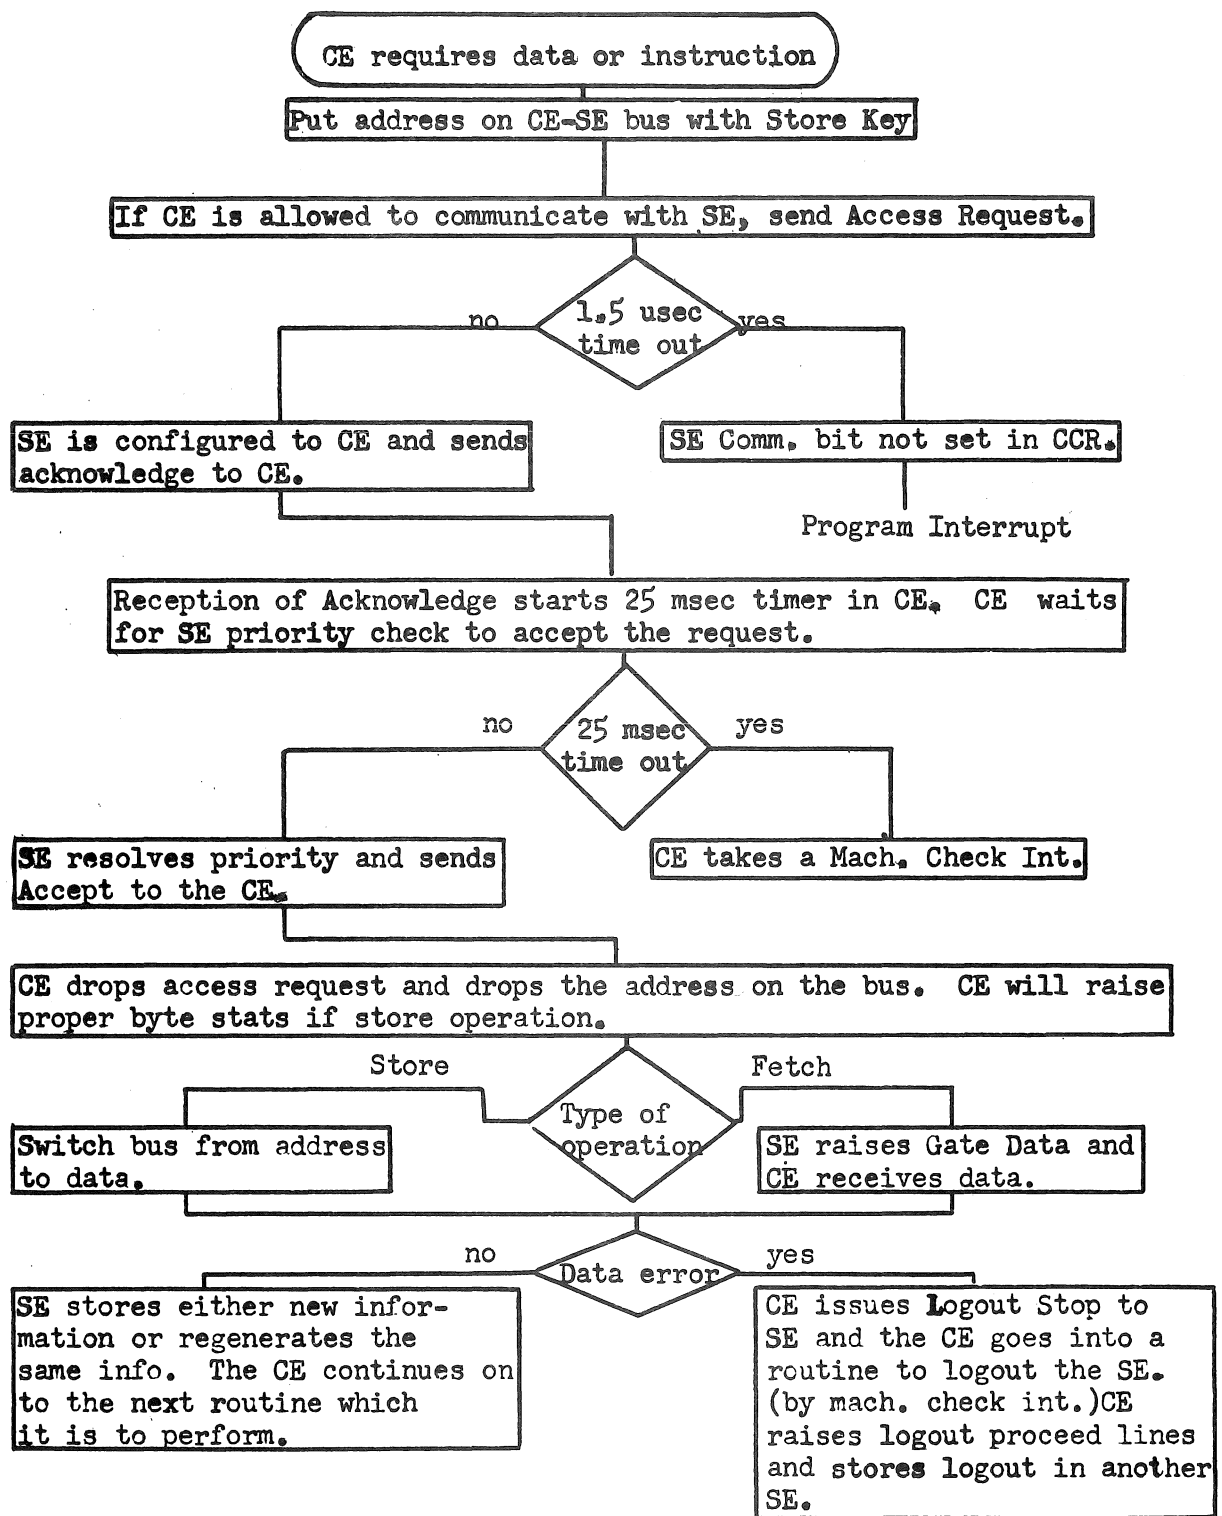 CE requires data or instruction
Put address on CE-SE bus with Store Key
If CE is allowed to communicate with SE, send Access Request.
no
1.5 usec
time out
yes
SE is configured to CE and sends
acknowledge to CE.
SE Comm. bit not set in CCR.
Program Interrupt
Reception of Acknowledge starts 25 msec timer in CE. CE waits
for SE priority check to accept the request.
no
25 msec
time out
yes
SE resolves priority and sends
Accept to the CE.
CE takes a Mach. Check Int.
CE drops access request and drops the address on the bus. CE will raise
proper byte stats if store operation.
Store
Fetch
Type of
operation
Switch bus from address
to data.
SE raises Gate Data and
CE receives data.
no
Data error
yes
SE stores either new infor-
mation or regenerates the
same info. The CE continues on
to the next routine which
it is to perform.
CE issues Logout Stop to
SE and the CE goes into a
routine to logout the SE.
(by mach. check int.)CE
raises logout proceed lines
and stores logout in another
SE.